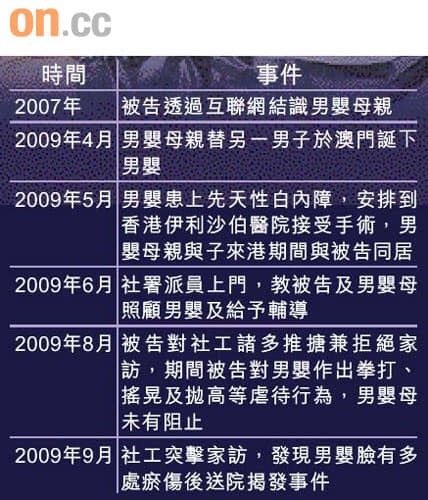 on.cc
時間 事件
2007年 被告透過互聯網結識男嬰母親
2009年4月 男嬰母親替另一男子於澳門誕下
男嬰
2009年5月 男嬰患上先天性白內障，安排到
香港伊利沙伯醫院接受手術，男
嬰母親與子來港期間與被告同居
2009年6月 社署派員上門，教被告及男嬰母
照顧男嬰及給予輔導
2009年8月 被告對社工諸多推搪兼拒絕家
訪，期間被告對男嬰作出拳打、
搖晃及拋高等虐待行為，男嬰母
未有阻止
2009年9月 社工突擊家訪，發現男嬰臉有多
處瘀傷後送院揭發事件